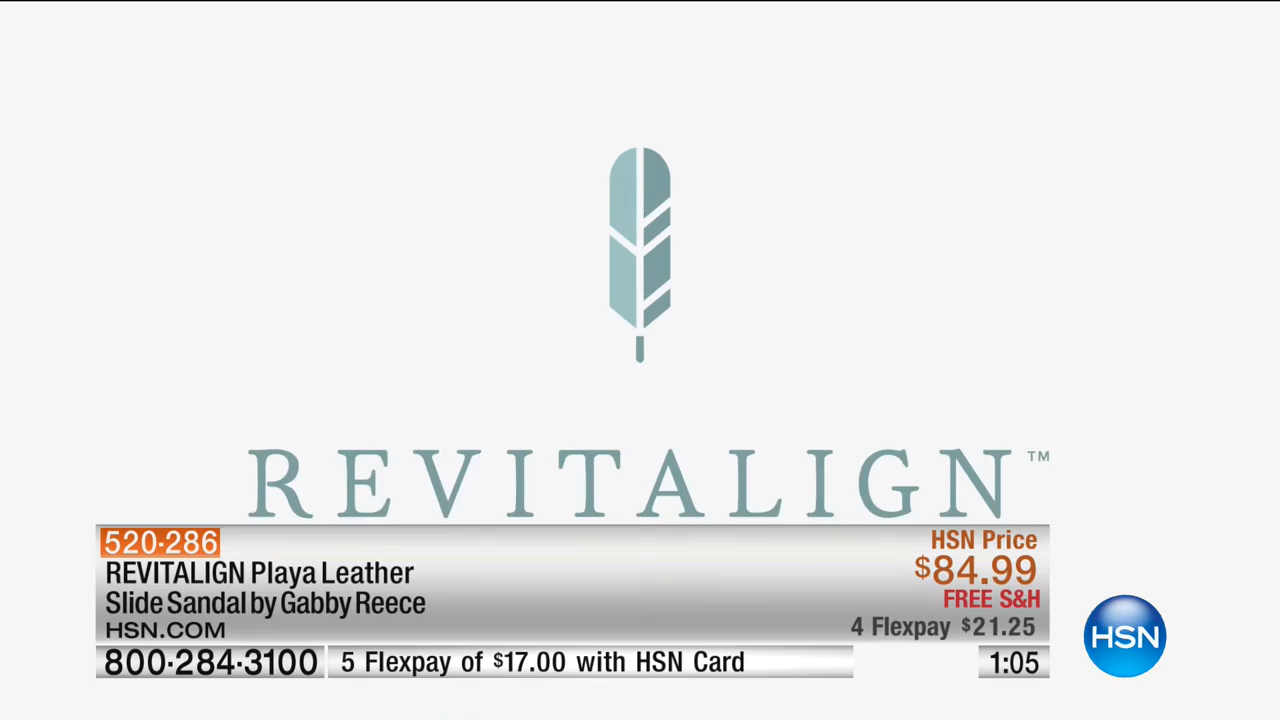 REVITALIGN™
520·286
REVITALIGN Playa Leather
Slide Sandal by Gabby Reece
HSN.COM
HSN Price
$84.99
FREE S&H
4 Flexpay $21.25
800·284·3100
5 Flexpay of $17.00 with HSN Card
1:05
HSN